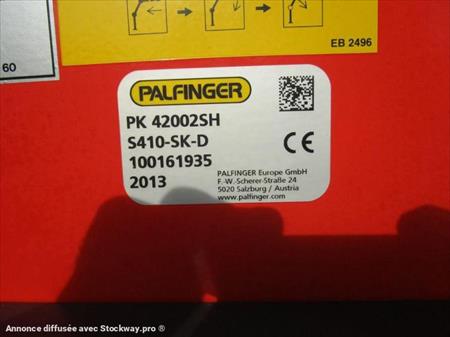 EB 2496
60
PALFINGER
PK 42002SH
S410-SK-D
100161935
2013
CE
PALFINGER Europe GmbH
F.-W.-Scherer-Straße 24
5020 Salzburg / Austria
www.palfinger.com
Annonce diffusée avec Stockway.pro ®